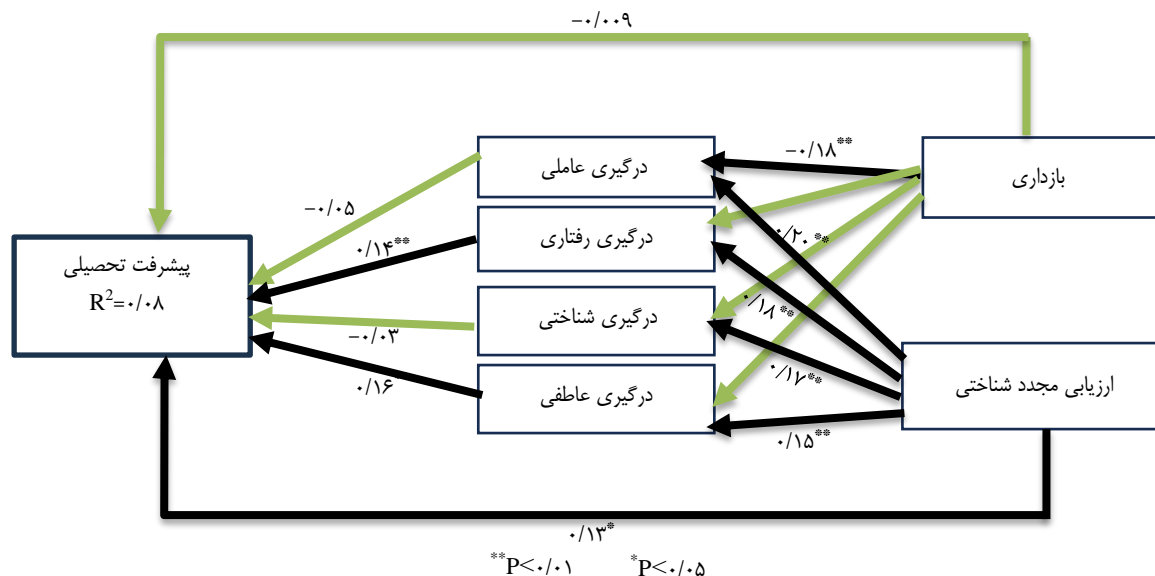 -۰/۰۰۹
بازداری
-۰/۱۸**
درگیری عاملی
-۰/۰۵
۰/۲۰**
درگیری رفتاری
۰/۱۴**
پیشرفت تحصیلی
R²=۰/۰۸
۰/۱۸**
درگیری شناختی
-۰/۰۳
۰/۱۷**
ارزیابی مجدد شناختی
درگیری عاطفی
۰/۱۶
۰/۱۵**
۰/۱۳*
**P<۰/۰۱ *P<۰/۰۵